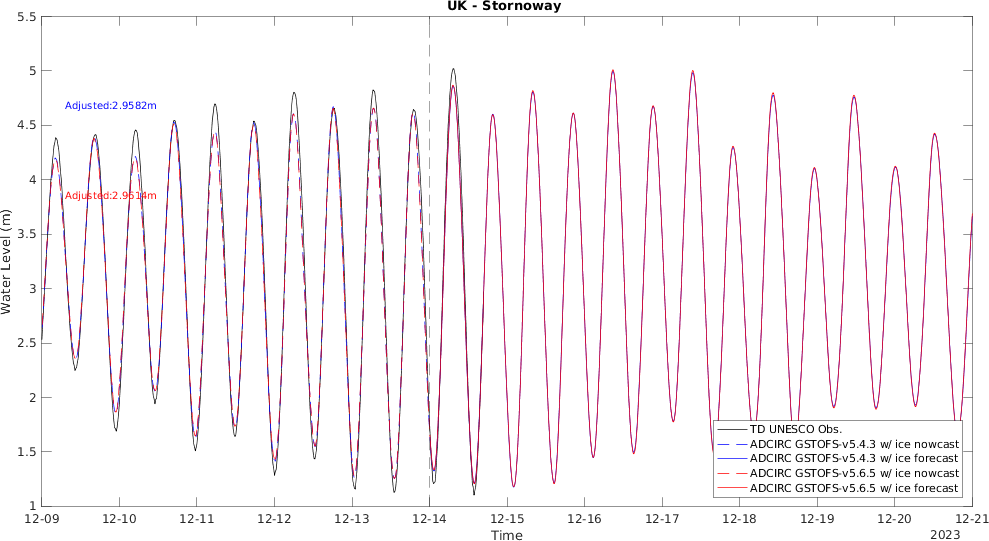 UK - Stornoway
5.5
5
4.5
4
3.5
3
2.5
2
1.5
1
Water Level (m)
Adjusted:2.9582m
Adjusted:2.9614m
TD UNESCO Obs.
ADCIRC GSTOFS-v5.4.3 w/ ice nowcast
ADCIRC GSTOFS-v5.4.3 w/ ice forecast
ADCIRC GSTOFS-v5.6.5 w/ ice nowcast
ADCIRC GSTOFS-v5.6.5 w/ ice forecast
12-09 12-10 12-11 12-12 12-13 12-14 12-15 12-16 12-17 12-18 12-19 12-20 12-21
Time
2023